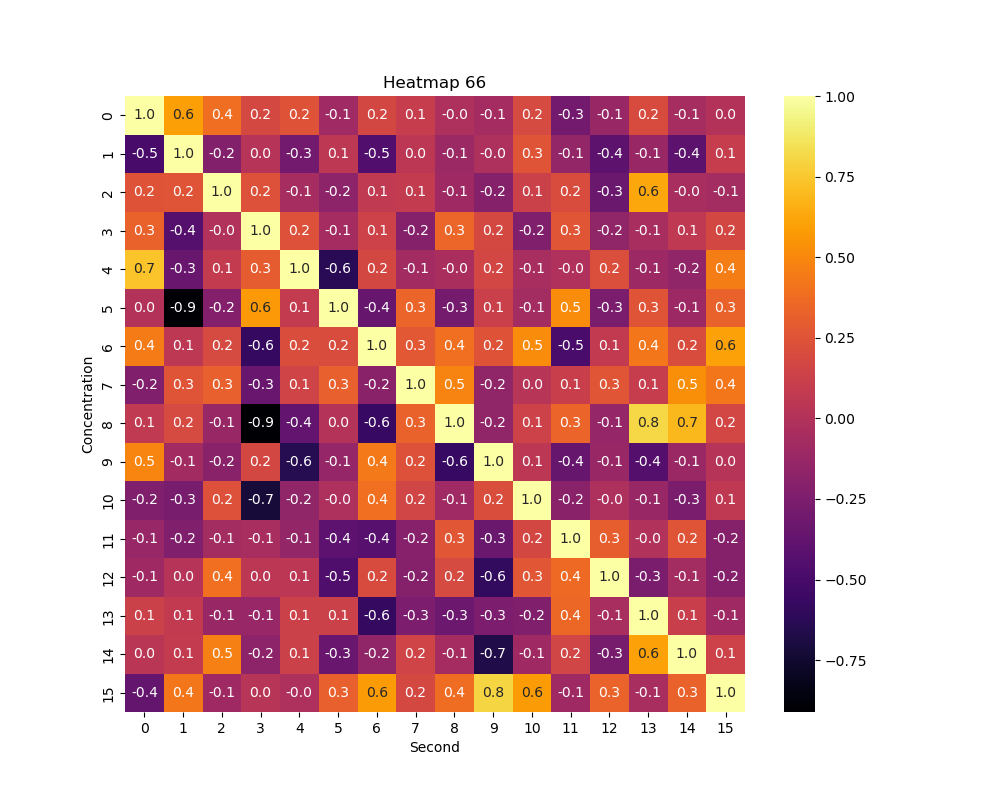 Heatmap 66
0 1.0 0.6 0.4 0.2 0.2 -0.1 0.2 0.1 -0.0 -0.1 0.2 -0.3 -0.1 0.2 -0.1 0.0
1 -0.5 1.0 -0.2 0.0 -0.3 0.1 -0.5 0.0 -0.1 -0.0 0.3 -0.1 -0.4 -0.1 -0.4 0.1
2 0.2 0.2 1.0 0.2 -0.1 -0.2 0.1 0.1 -0.1 -0.2 0.1 0.2 -0.3 0.6 -0.0 -0.1
3 0.3 -0.4 -0.0 1.0 0.2 -0.1 0.1 -0.2 0.3 0.2 -0.2 0.3 -0.2 -0.1 0.1 0.2
4 0.7 -0.3 0.1 0.3 1.0 -0.6 0.2 -0.1 -0.0 0.2 -0.1 -0.0 0.2 -0.1 -0.2 0.4
5 0.0 -0.9 -0.2 0.6 0.1 1.0 -0.4 0.3 -0.3 0.1 -0.1 0.5 -0.3 0.3 -0.1 0.3
6 0.4 0.1 0.2 -0.6 0.2 0.2 1.0 0.3 0.4 0.2 0.5 -0.5 0.1 0.4 0.2 0.6
7 -0.2 0.3 0.3 -0.3 0.1 0.3 -0.2 1.0 0.5 -0.2 0.0 0.1 0.3 0.1 0.5 0.4
8 0.1 0.2 -0.1 -0.9 -0.4 0.0 -0.6 0.3 1.0 -0.2 0.1 0.3 -0.1 0.8 0.7 0.2
9 0.5 -0.1 -0.2 0.2 -0.6 -0.1 0.4 0.2 -0.6 1.0 0.1 -0.4 -0.1 -0.4 -0.1 0.0
10 -0.2 -0.3 0.2 -0.7 -0.2 -0.0 0.4 0.2 -0.1 0.2 1.0 -0.2 -0.0 -0.1 -0.3 0.1
11 -0.1 -0.2 -0.1 -0.1 -0.1 -0.4 -0.4 -0.2 0.3 -0.3 0.2 1.0 0.3 -0.0 0.2 -0.2
12 -0.1 0.0 0.4 0.0 0.1 -0.5 0.2 -0.2 0.2 -0.6 0.3 0.4 1.0 -0.3 -0.1 -0.2
13 0.1 0.1 -0.1 -0.1 0.1 0.1 -0.6 -0.3 -0.3 -0.3 -0.2 0.4 -0.1 1.0 0.1 -0.1
14 0.0 0.1 0.5 -0.2 0.1 -0.3 -0.2 0.2 -0.1 -0.7 -0.1 0.2 -0.3 0.6 1.0 0.1
15 -0.4 0.4 -0.1 0.0 -0.0 0.3 0.6 0.2 0.4 0.8 0.6 -0.1 0.3 -0.1 0.3 1.0
0 1 2 3 4 5 6 7 8 9 10 11 12 13 14 15
Second
Concentration
1.00
0.75
0.50
0.25
0.00
−0.25
−0.50
−0.75